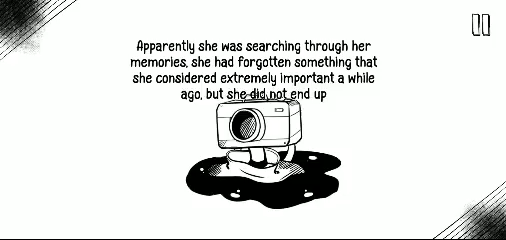 Apparently she was searching through her
memories, she had forgotten something that
she considered extremely important a while
ago, but she did not end up